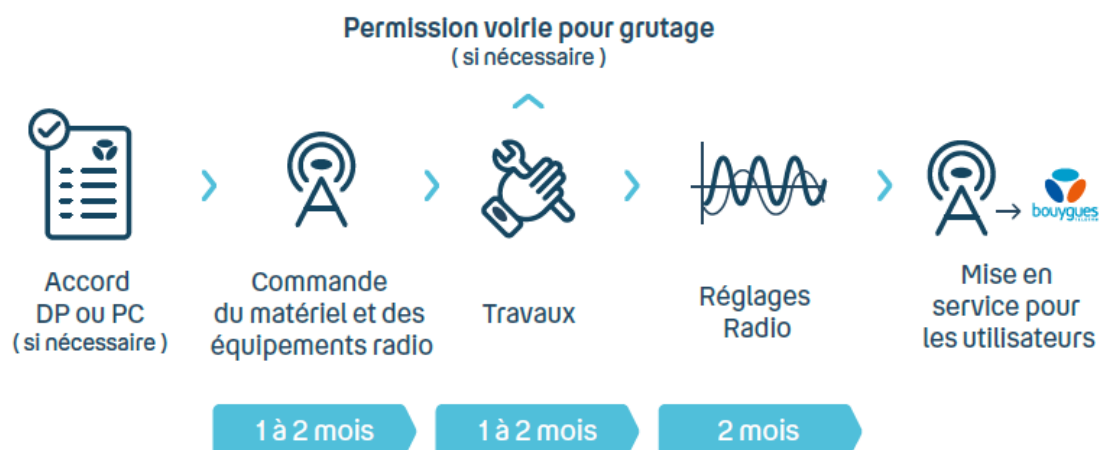 Permission voirie pour grutage
( si nécessaire )
Accord
DP ou PC
( si nécessaire )
Commande
du matériel et des
équipements radio
Travaux
Réglages
Radio
bouygues
TELECOM
Mise en
service pour
les utilisateurs
1 à 2 mois
1 à 2 mois
2 mois